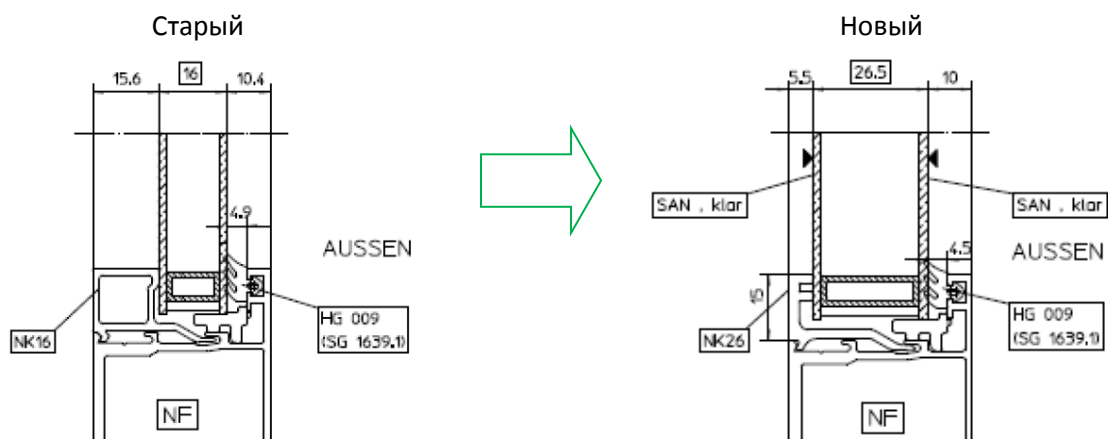 Старый
Новый
15.6
16
10.4
5.5
26.5
10
SAN , klar
SAN , klar
4.9
AUSSEN
4.5
AUSSEN
15
HG 009
(SG 1639.1)
HG 009
(SG 1639.1)
NK16
NK26
NF
NF